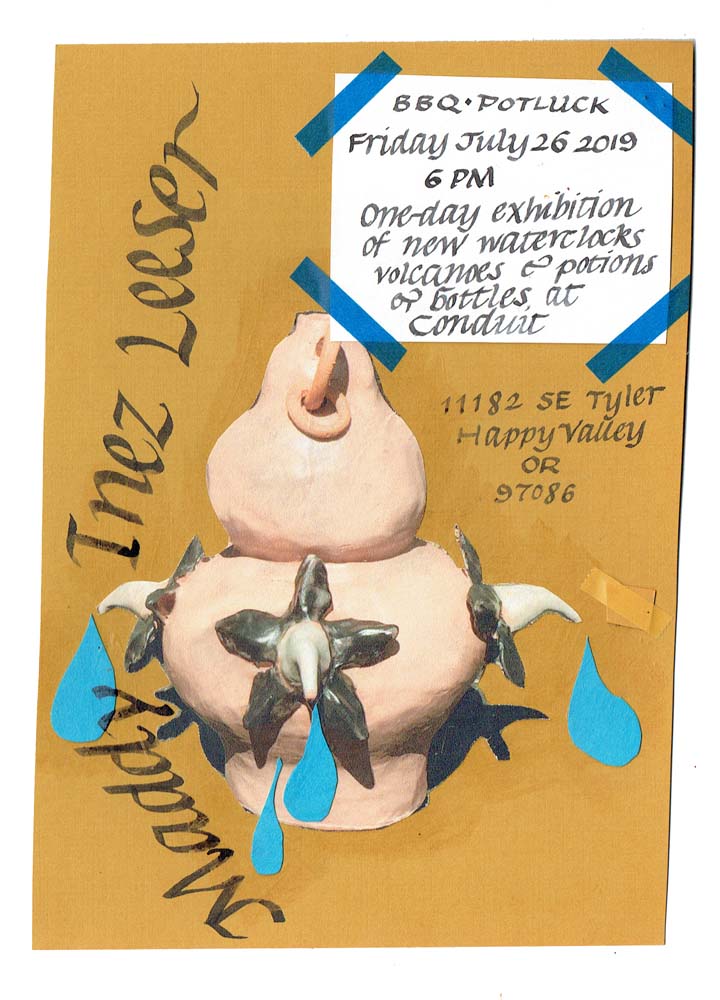 BBQ • POTLUCK
Friday July 26 2019
6 PM
One-day exhibition
of new waterclocks
volcanoes & potions
& bottles, at
Conduit
11182 SE Tyler
Happy Valley
OR
97086
Maddy Inez Leeser